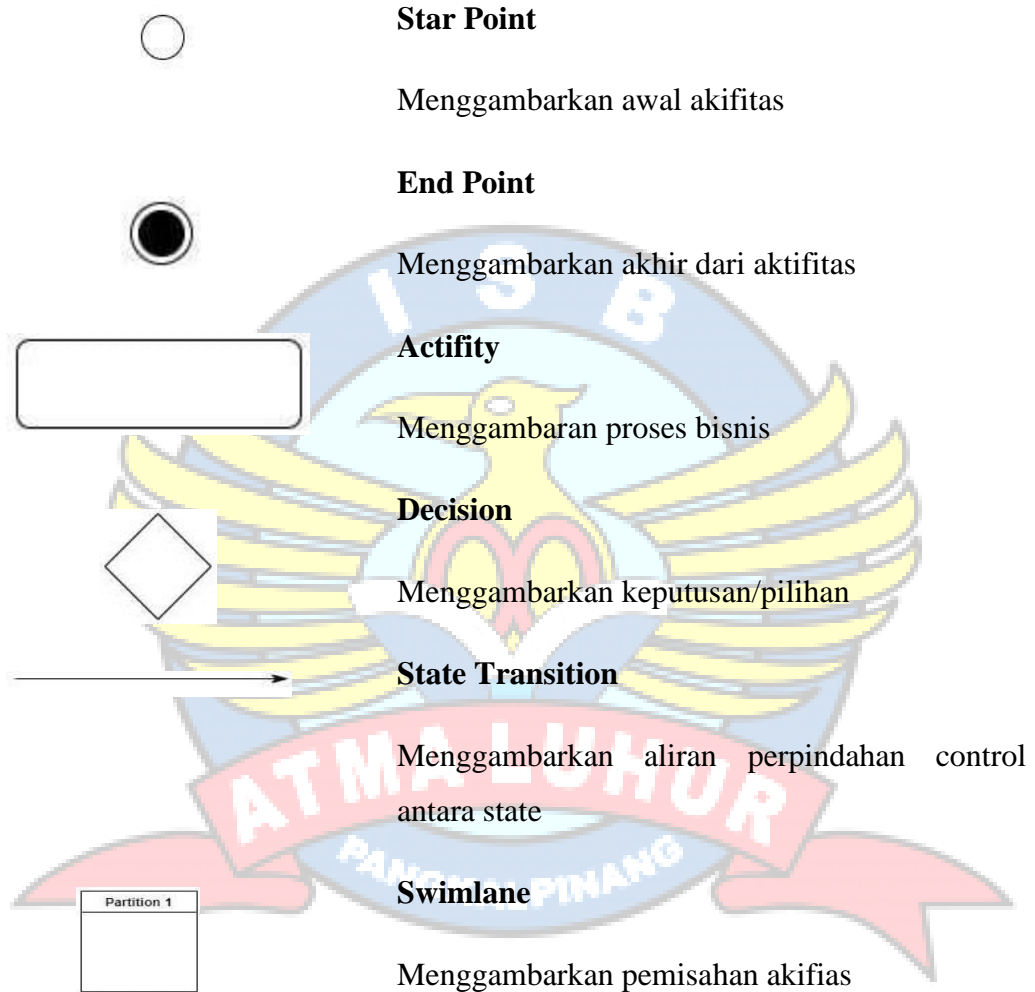 Star Point
Menggambarkan awal akifitas
End Point
Menggambarkan akhir dari aktifitas
I S B
Actifity
Menggambaran proses bisnis
Decision
Menggambarkan keputusan/pilihan
State Transition
Menggambarkan aliran perpindahan control
antara state
ATMA LUHUR
PANGKALPINANG
Swimlane
Partition 1
Menggambarkan pemisahan akifias